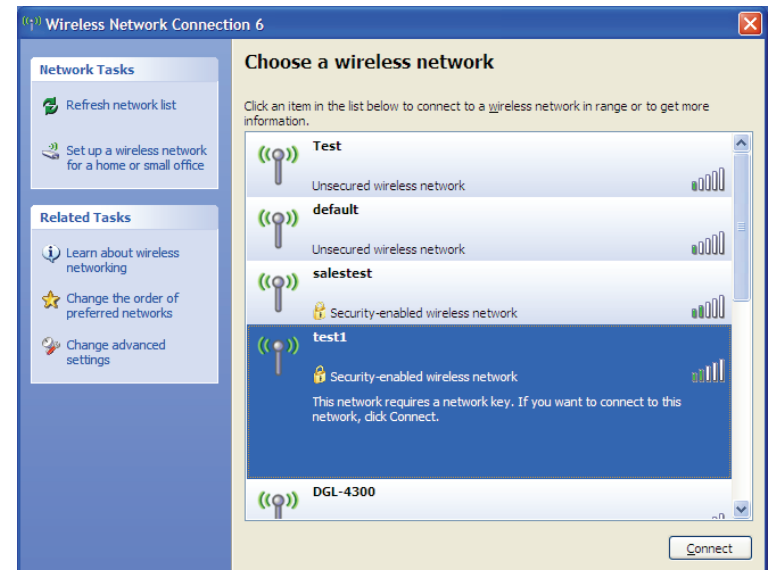 Wireless Network Connection 6
Network Tasks
Refresh network list
Set up a wireless network
for a home or small office
Related Tasks
Learn about wireless
networking
Change the order of
preferred networks
Change advanced
settings
Choose a wireless network
Click an item in the list below to connect to a wireless network in range or to get more
information.
Test
Unsecured wireless network
default
Unsecured wireless network
salestest
Security-enabled wireless network
test1
Security-enabled wireless network
This network requires a network key. If you want to connect to this
network, click Connect.
DGL-4300
Connect